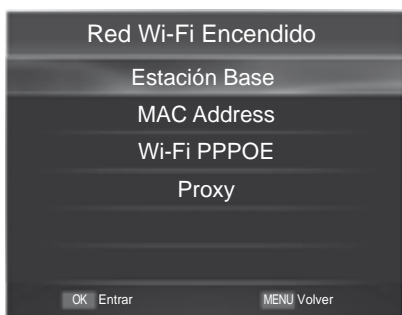 Red Wi-Fi Encendido
Estación Base
MAC Address
Wi-Fi PPPOE
Proxy
OK Entrar MENU Volver